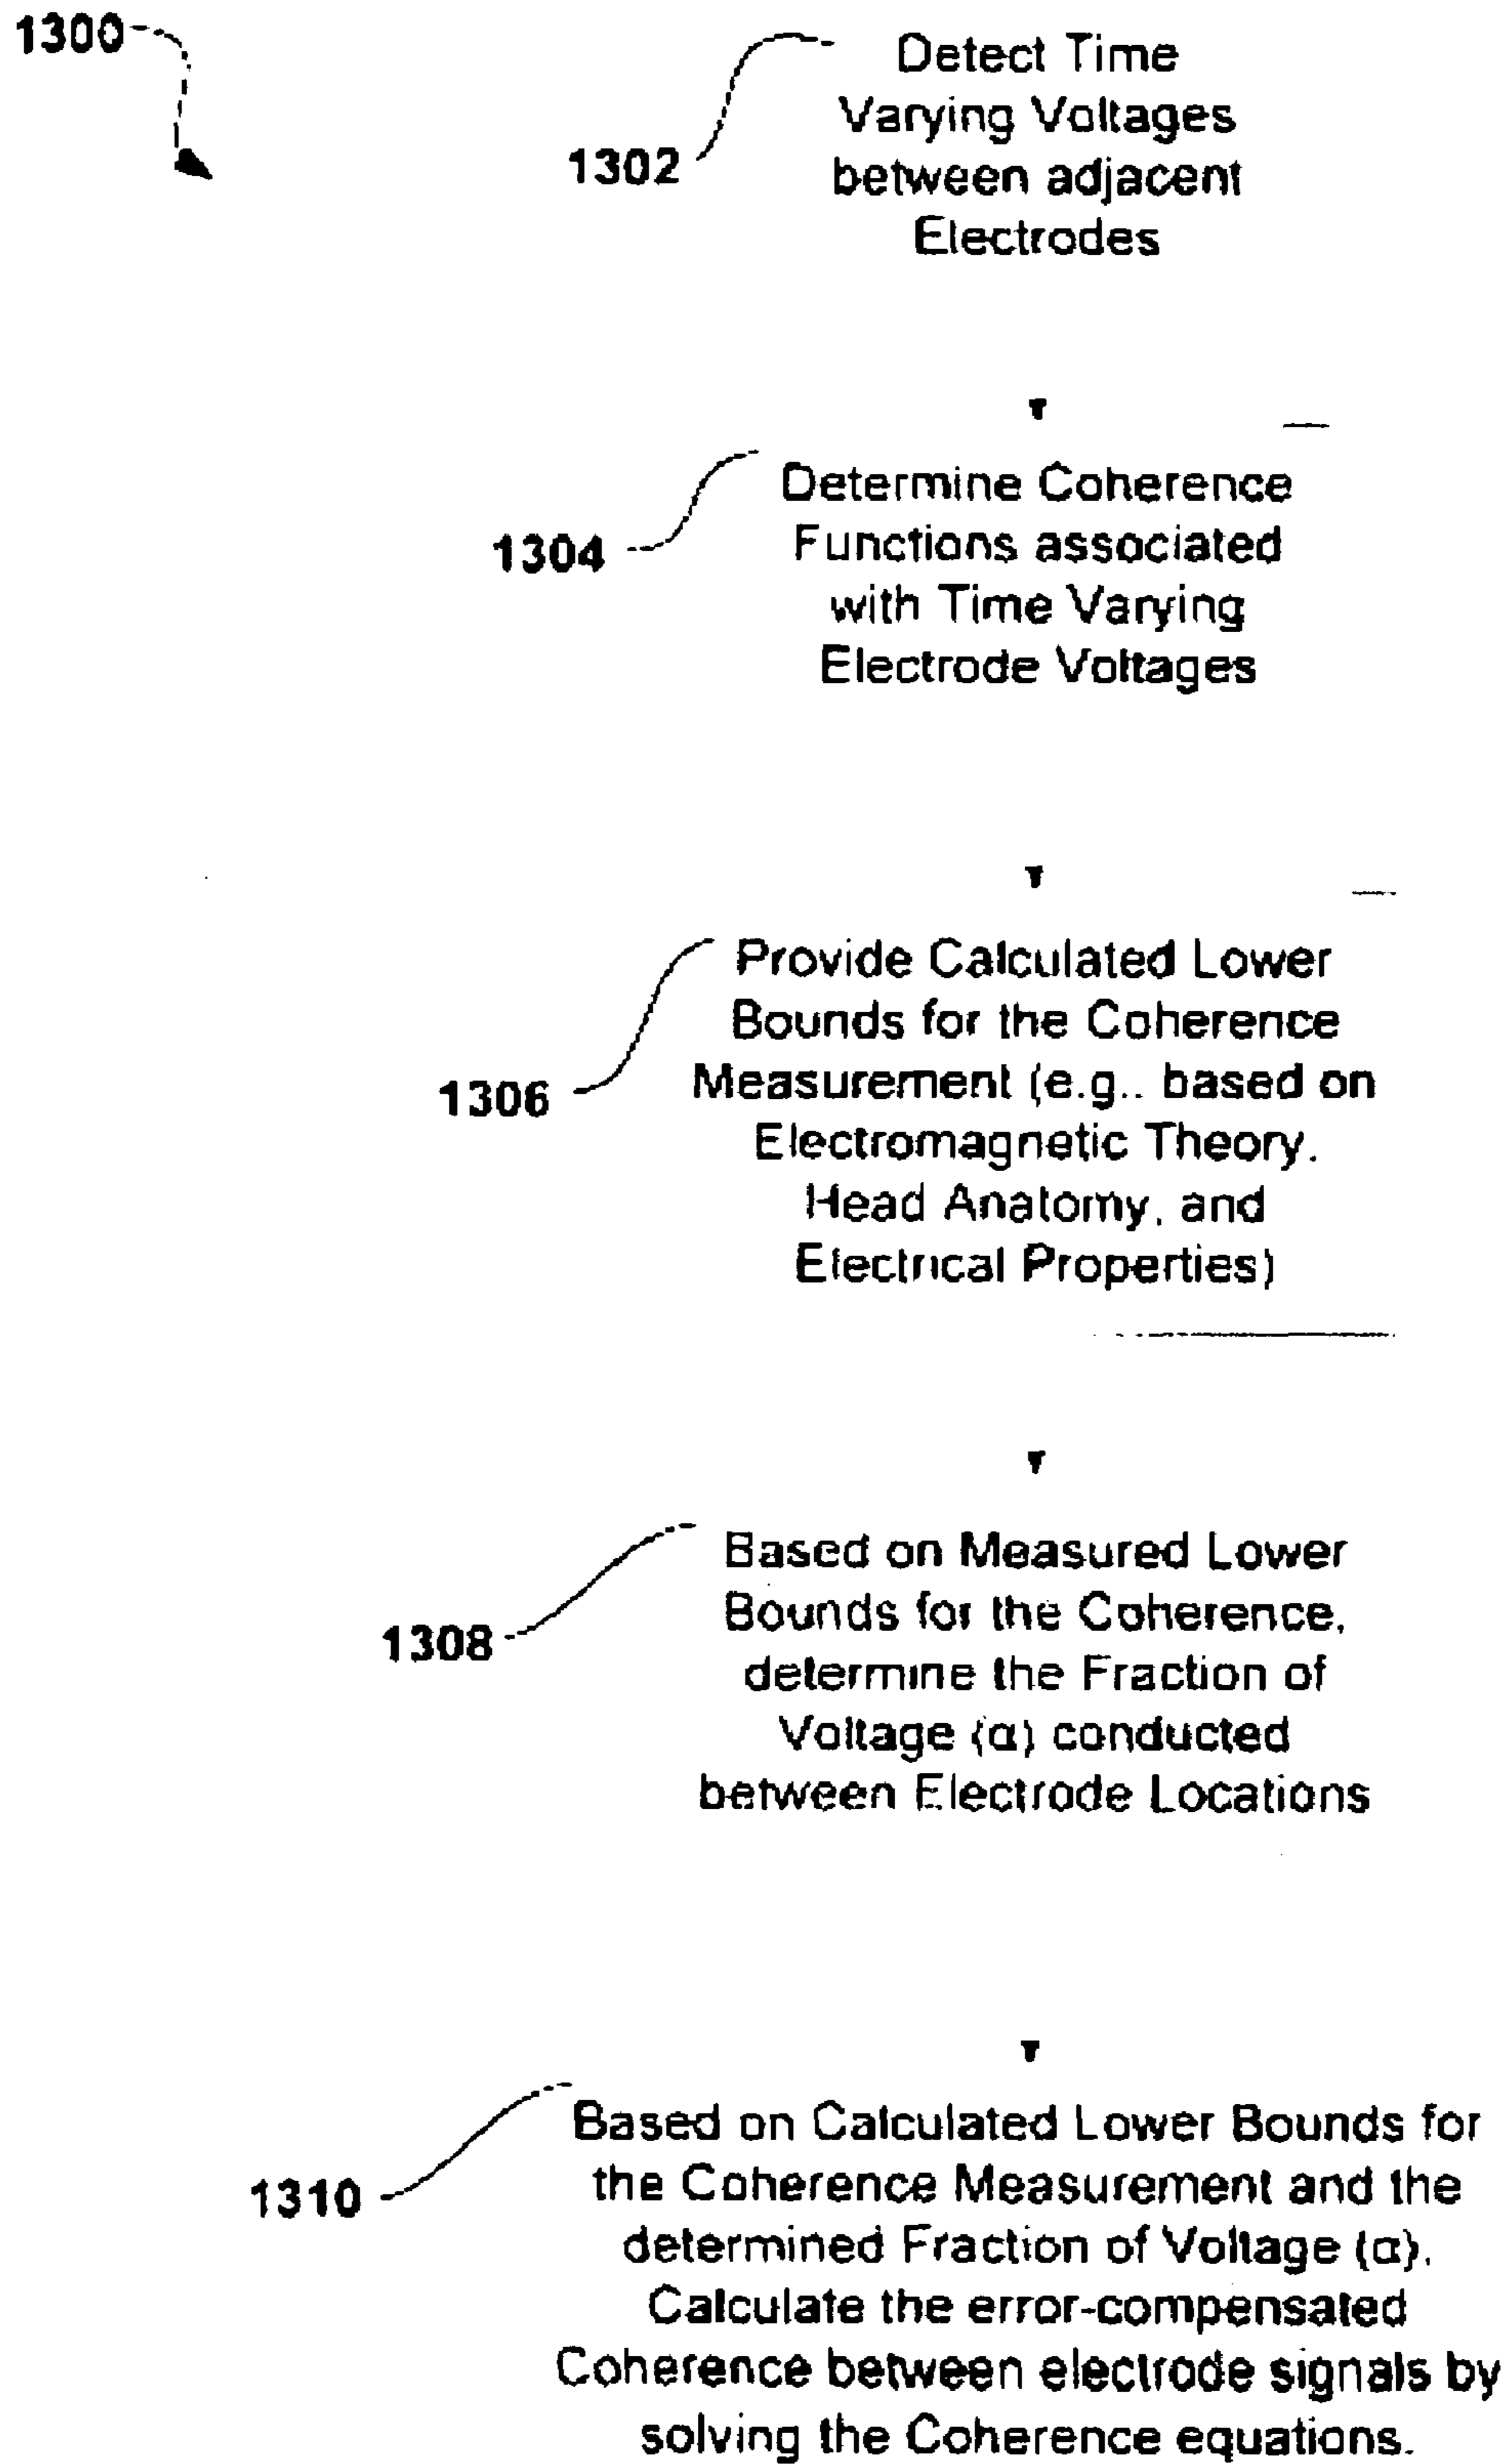 1300
1302
Detect Time
Varying Voltages
between adjacent
Electrodes
1304
Determine Coherence
Functions associated
with Time Varying
Electrode Voltages
1306
Provide Calculated Lower
Bounds for the Coherence
Measurement (e.g.. based on
Electromagnetic Theory.
Head Anatomy, and
Electrical Properties)
1308
Based on Measured Lower
Bounds for the Coherence,
determine the Fraction of
Voltage (α) conducted
between Electrode Locations
1310
Based on Calculated Lower Bounds for
the Coherence Measurement and the
determined Fraction of Voltage (α),
Calculate the error-compensated
Coherence between electrode signals by
solving the Coherence equations.